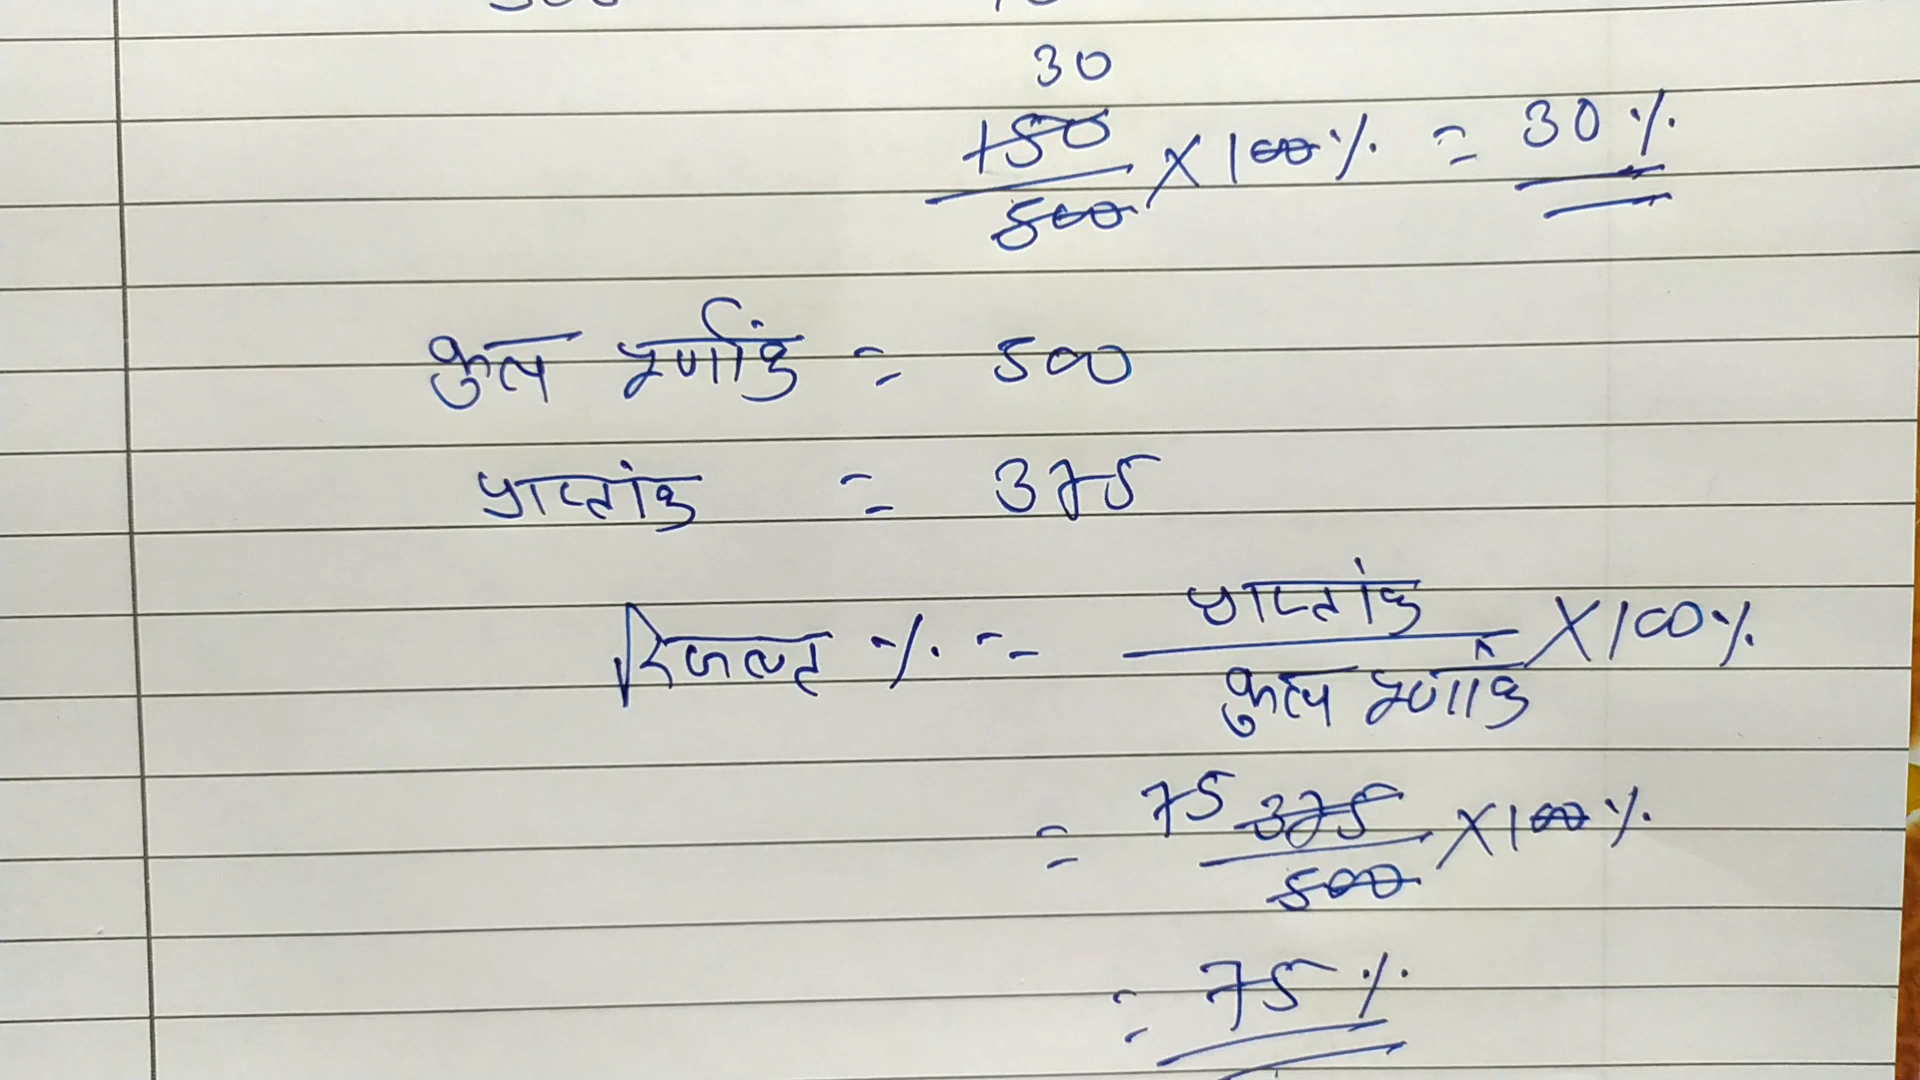 30
150/500 X 100% = 30%
कुल पूर्णांक = 500
प्राप्तांक = 375
रिजल्ट % = प्राप्तांक/कुल पूर्णांक X 100%
= 75 375/500 X 100%
= 75%